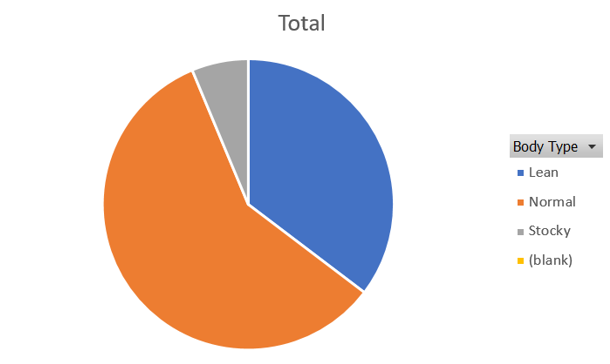 Total
Body Type
Lean
Normal
Stocky
(blank)